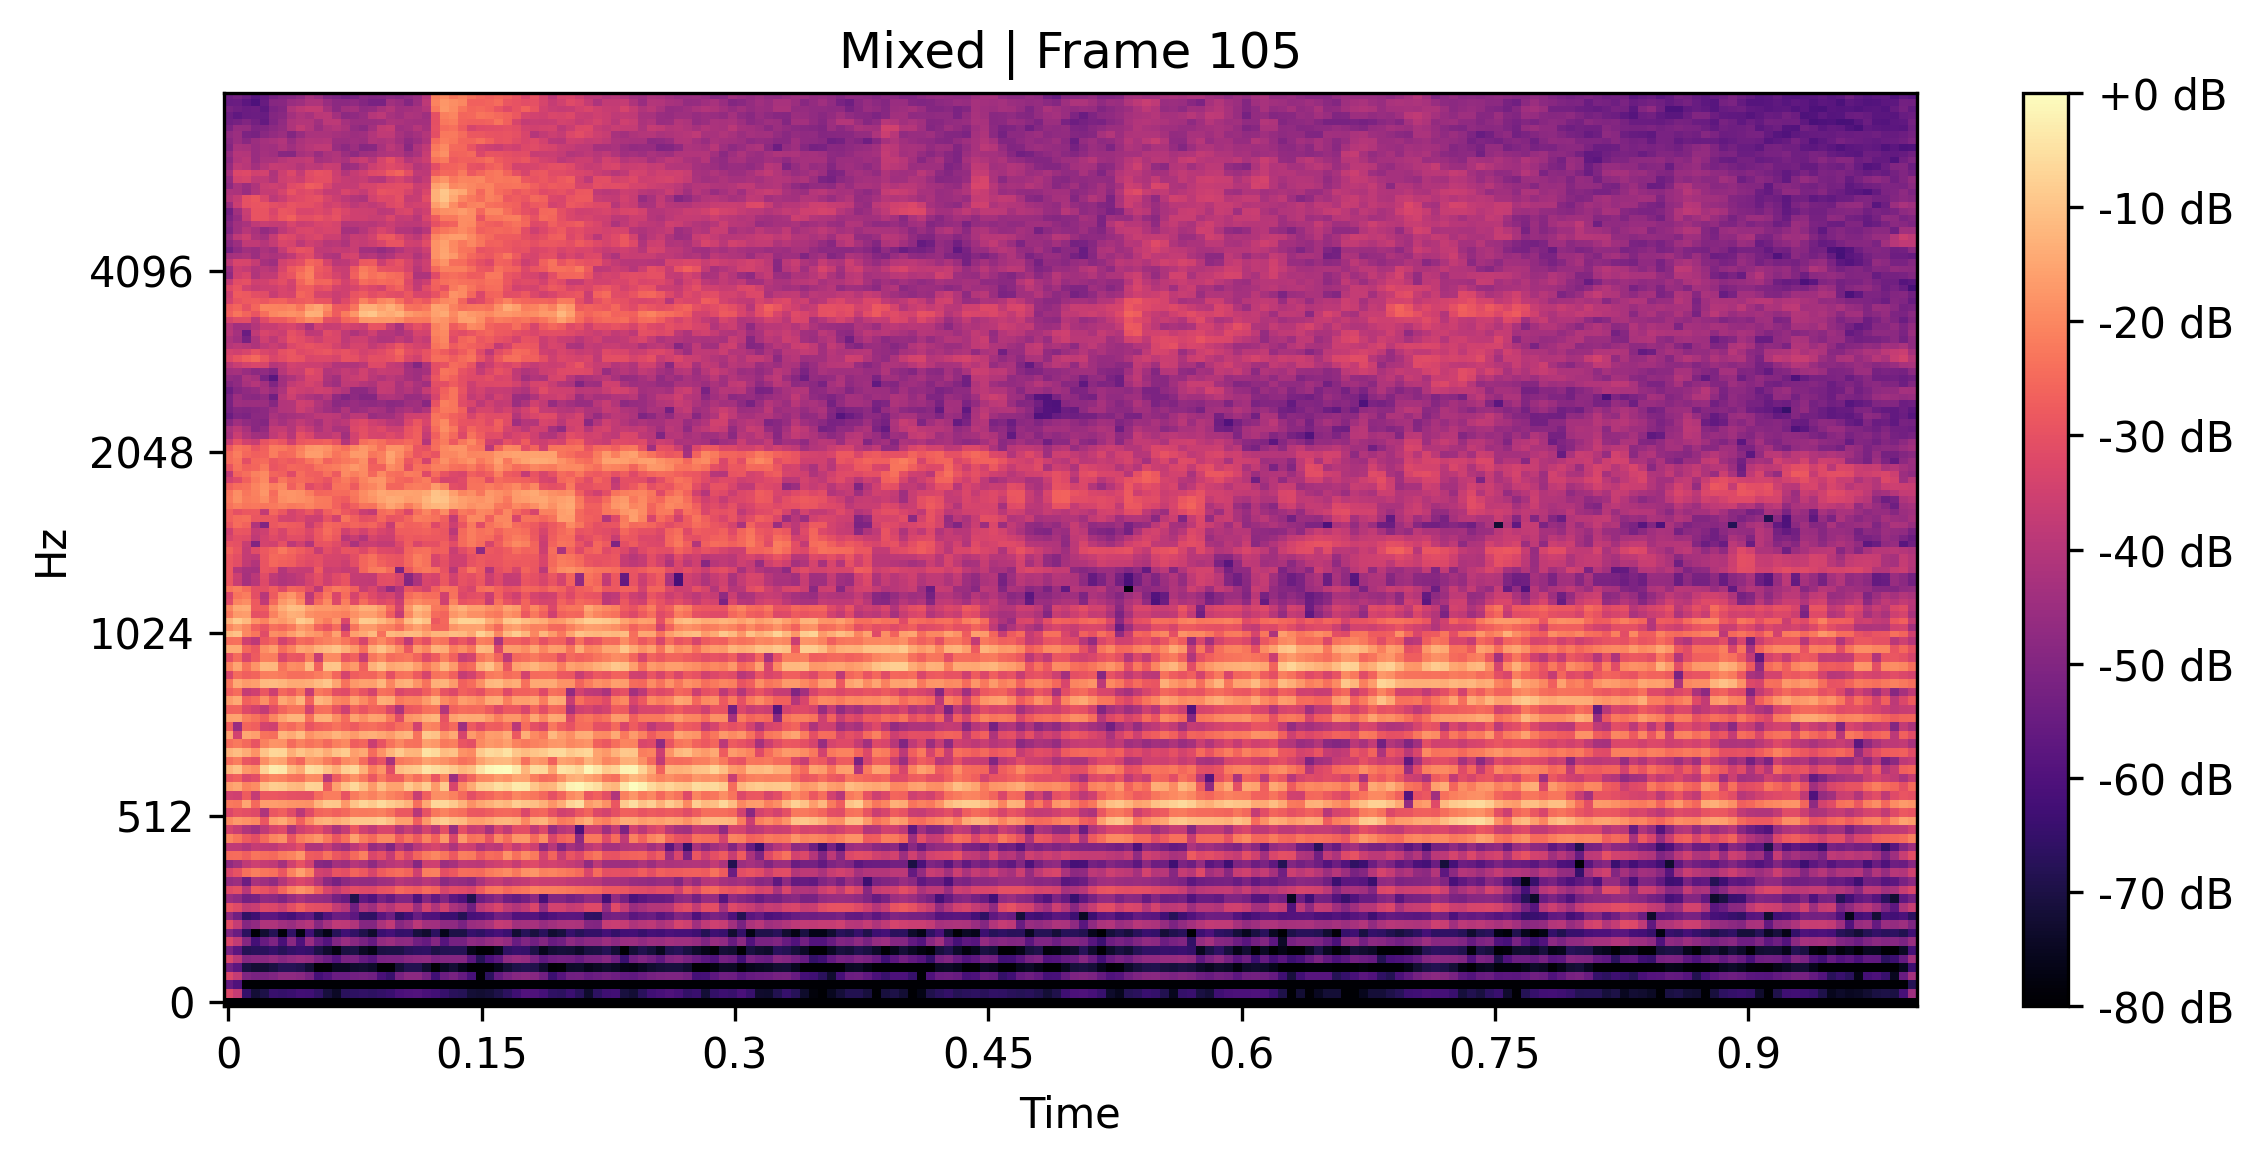 Mixed | Frame 105
+0 dB
-10 dB
-20 dB
-30 dB
-40 dB
-50 dB
-60 dB
-70 dB
-80 dB
Hz
4096
2048
1024
512
0
0 0.15 0.3 0.45 0.6 0.75 0.9
Time